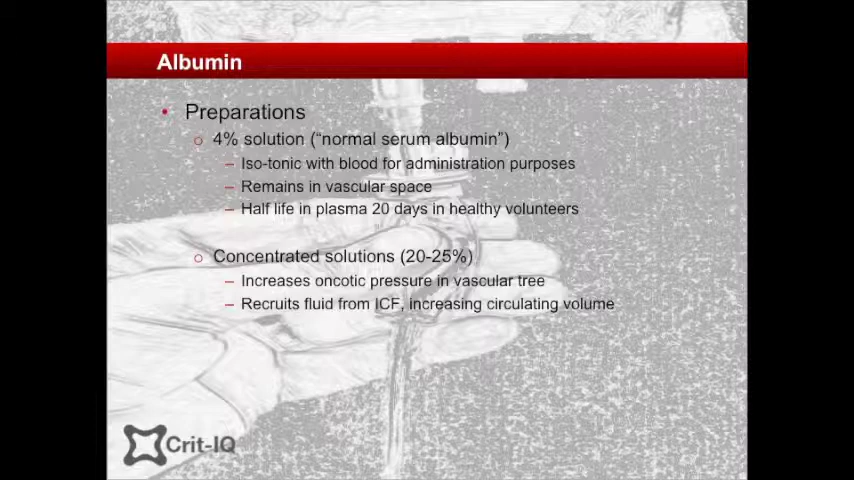 Albumin
• Preparations
o 4% solution ("normal serum albumin")
– Iso-tonic with blood for administration purposes
– Remains in vascular space
– Half life in plasma 20 days in healthy volunteers
o Concentrated solutions (20-25%)
– Increases oncotic pressure in vascular tree
– Recruits fluid from ICF, increasing circulating volume
Crit-IQ